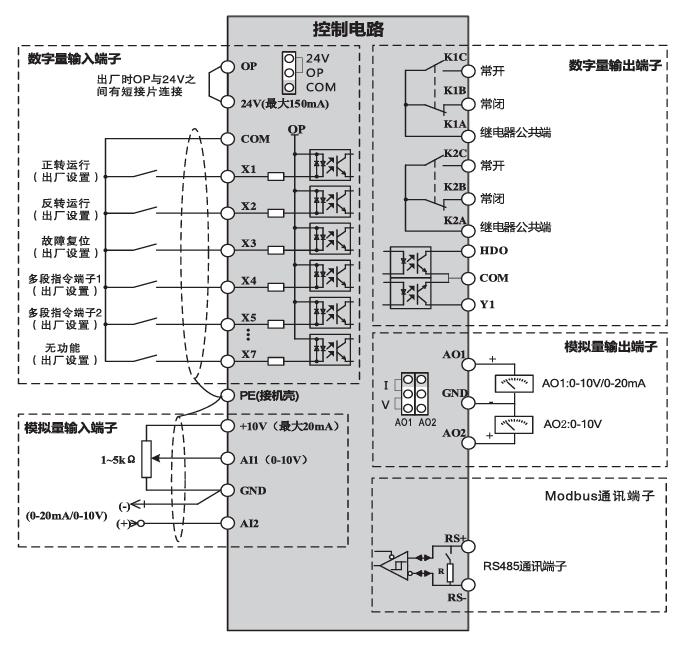 控制电路
数字量输入端子
出厂时OP与24V之
间有短接片连接
OP
24V
OP
COM
24V(最大150mA)
COM
OP
正转运行
（出厂设置）
X1
反转运行
（出厂设置）
X2
故障复位
（出厂设置）
X3
多段指令端子1
（出厂设置）
X4
多段指令端子2
（出厂设置）
X5
无功能
（出厂设置）
X7
PE(接机壳)
模拟量输入端子
+10V（最大20mA）
1~5kΩ
AI1（0-10V）
GND
(-)
(0-20mA/0-10V)
(+)
AI2
数字量输出端子
K1C
常开
K1B
常闭
K1A
继电器公共端
K2C
常开
K2B
常闭
K2A
继电器公共端
HDO
COM
Y1
模拟量输出端子
AO1
+
I
V
AO1 AO2
GND
-
AO1:0-10V/0-20mA
AO2:0-10V
AO2
+
Modbus通讯端子
RS+
R
RS485通讯端子
RS-